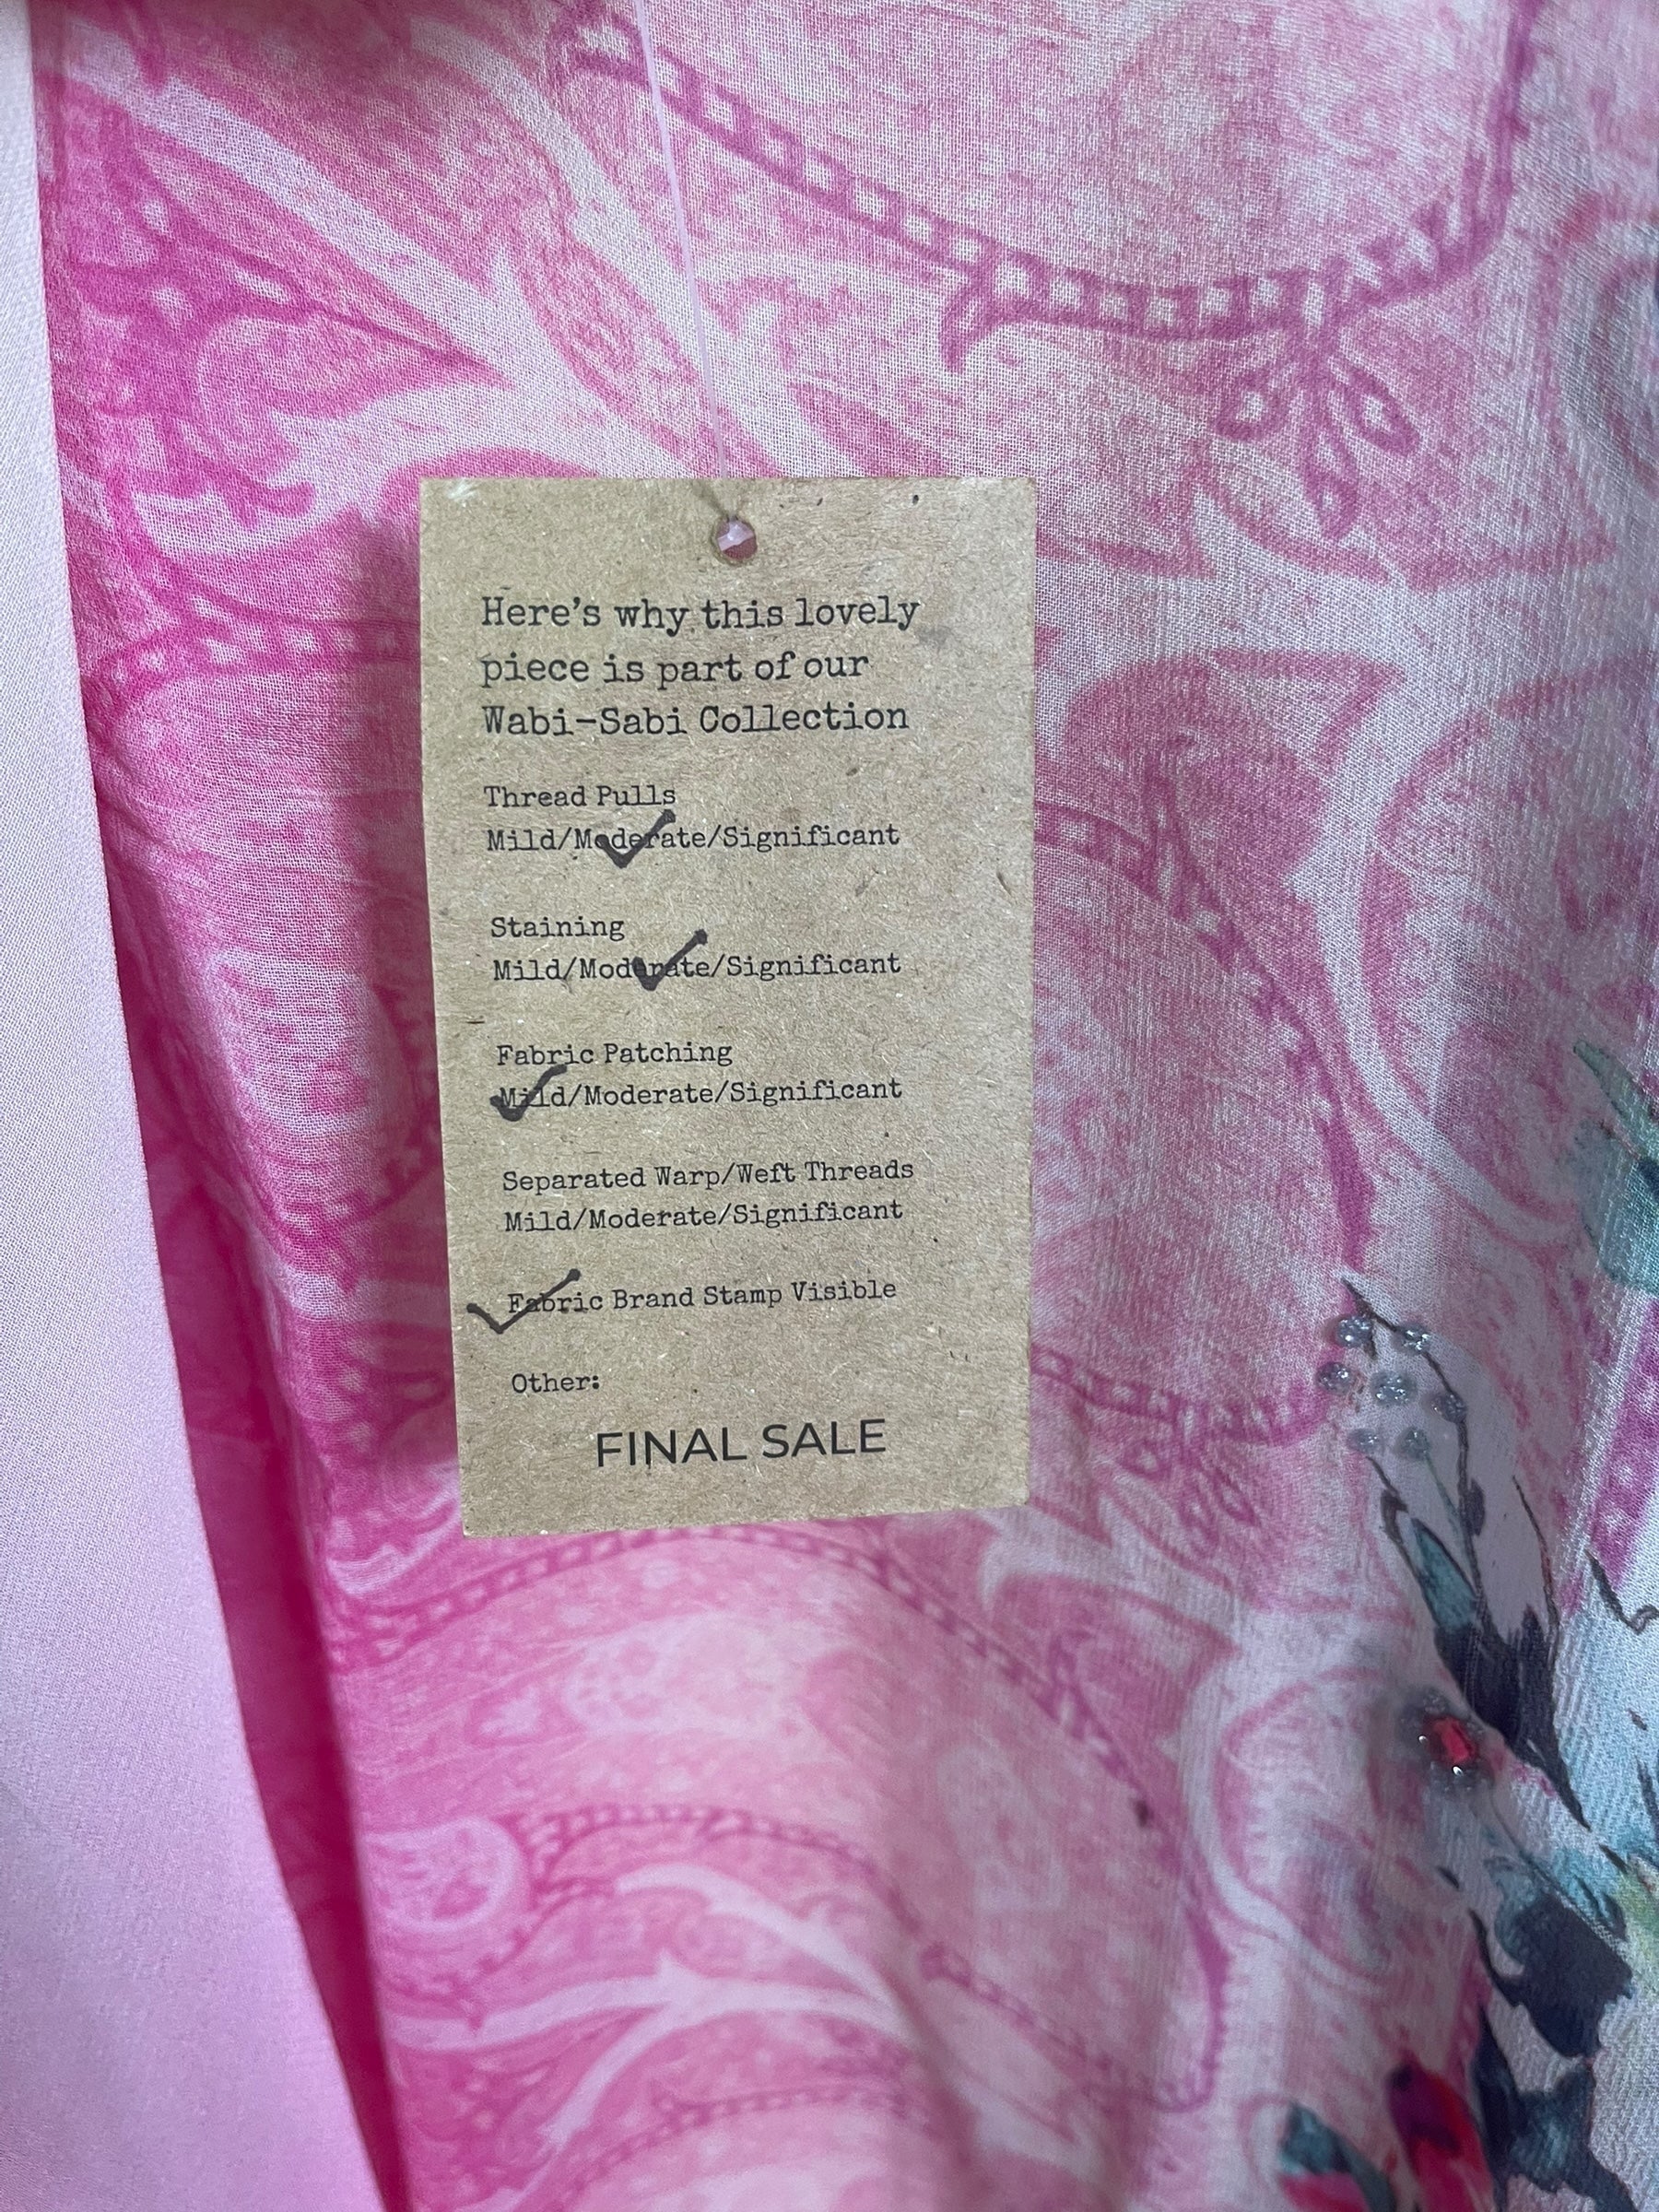 Here's why this lovely
piece is part of our
Wabi-Sabi Collection
Thread Pulls
Mild/Moderate/Significant
Staining
Mild/Moderate/Significant
Fabric Patching
Mild/Moderate/Significant
Separated Warp/Weft Threads
Mild/Moderate/Significant
Fabric Brand Stamp Visible
Other:
FINAL SALE